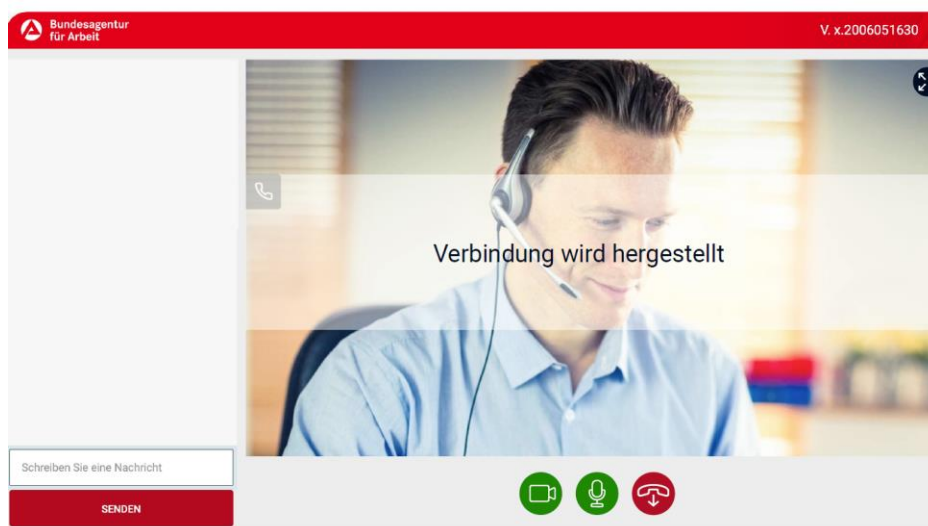 Bundesagentur
für Arbeit
V. x.2006051630
Verbindung wird hergestellt
Schreiben Sie eine Nachricht
SENDEN